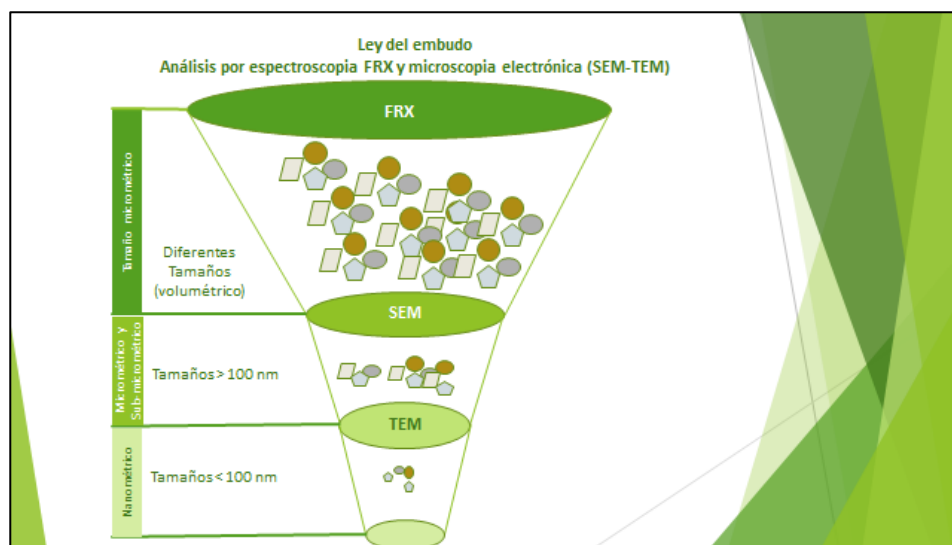 Ley del embudo
Análisis por espectroscopia FRX y microscopia electrónica (SEM-TEM)
FRX
Tamaño micrométrico
Diferentes
Tamaños
(volumétrico)
SEM
Micrométrico y
Sub-micrométrico
Tamaños > 100 nm
TEM
Nanométrico
Tamaños < 100 nm